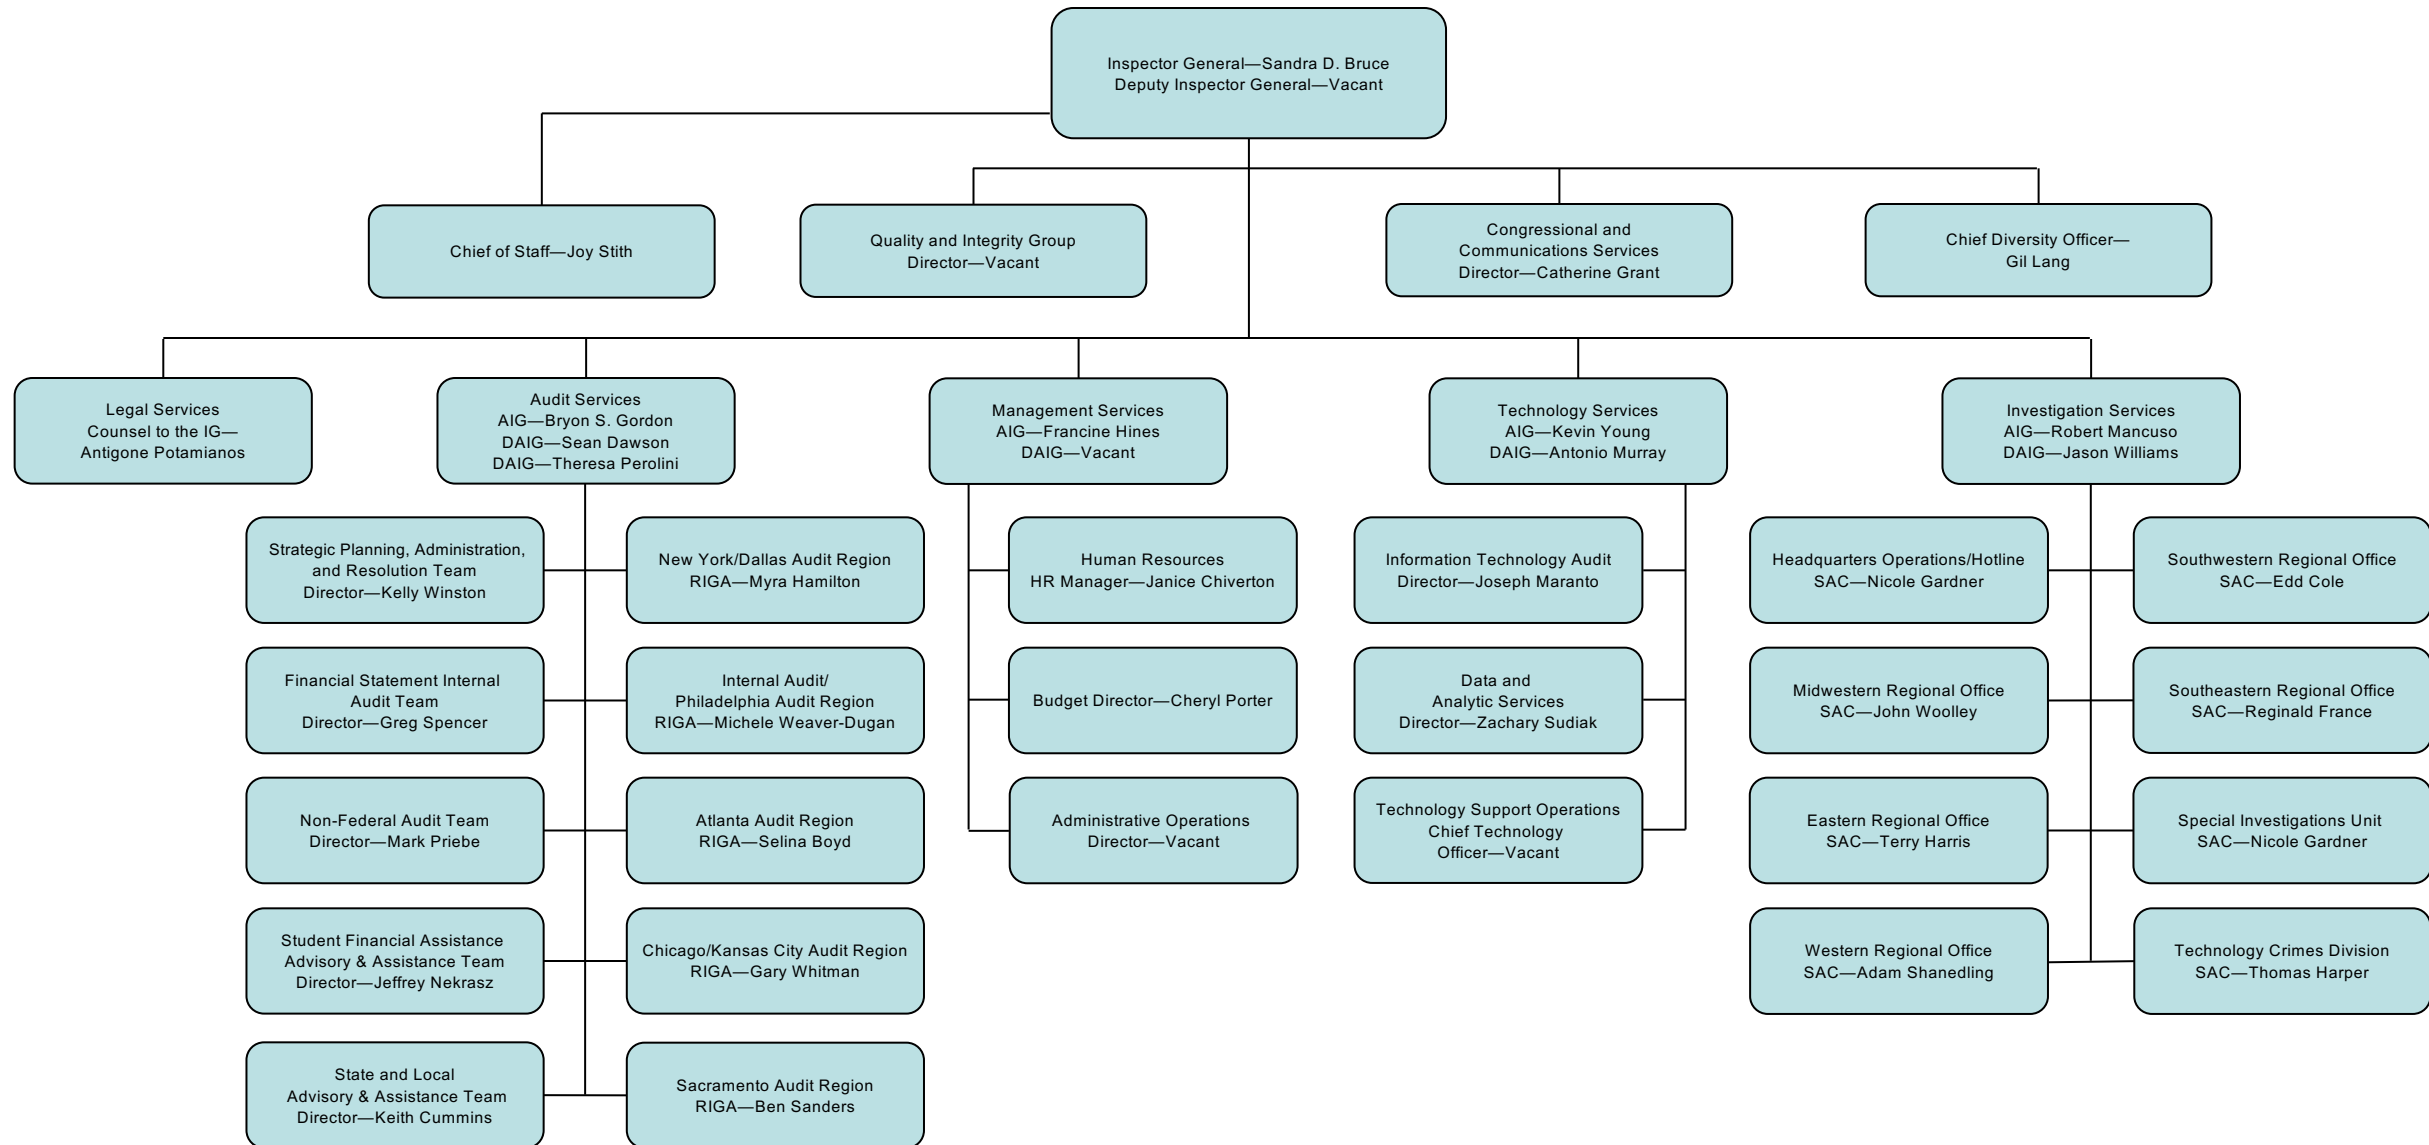 Inspector General—Sandra D. Bruce
Deputy Inspector General—Vacant
Chief of Staff—Joy Stith
Quality and Integrity Group
Director—Vacant
Congressional and
Communications Services
Director—Catherine Grant
Chief Diversity Officer—
Gil Lang
Legal Services
Counsel to the IG—
Antigone Potamianos
Audit Services
AIG—Bryon S. Gordon
DAIG—Sean Dawson
DAIG—Theresa Perolini
Management Services
AIG—Francine Hines
DAIG—Vacant
Technology Services
AIG—Kevin Young
DAIG—Antonio Murray
Investigation Services
AIG—Robert Mancuso
DAIG—Jason Williams
Strategic Planning, Administration,
and Resolution Team
Director—Kelly Winston
New York/Dallas Audit Region
RIGA—Myra Hamilton
Human Resources
HR Manager—Janice Chiverton
Information Technology Audit
Director—Joseph Maranto
Headquarters Operations/Hotline
SAC—Nicole Gardner
Southwestern Regional Office
SAC—Edd Cole
Financial Statement Internal
Audit Team
Director—Greg Spencer
Internal Audit/
Philadelphia Audit Region
RIGA—Michele Weaver-Dugan
Budget Director—Cheryl Porter
Data and
Analytic Services
Director—Zachary Sudiak
Midwestern Regional Office
SAC—John Woolley
Southeastern Regional Office
SAC—Reginald France
Non-Federal Audit Team
Director—Mark Priebe
Atlanta Audit Region
RIGA—Selina Boyd
Administrative Operations
Director—Vacant
Technology Support Operations
Chief Technology
Officer—Vacant
Eastern Regional Office
SAC—Terry Harris
Special Investigations Unit
SAC—Nicole Gardner
Student Financial Assistance
Advisory & Assistance Team
Director—Jeffrey Nekrasz
Chicago/Kansas City Audit Region
RIGA—Gary Whitman
Western Regional Office
SAC—Adam Shanedling
Technology Crimes Division
SAC—Thomas Harper
State and Local
Advisory & Assistance Team
Director—Keith Cummins
Sacramento Audit Region
RIGA—Ben Sanders